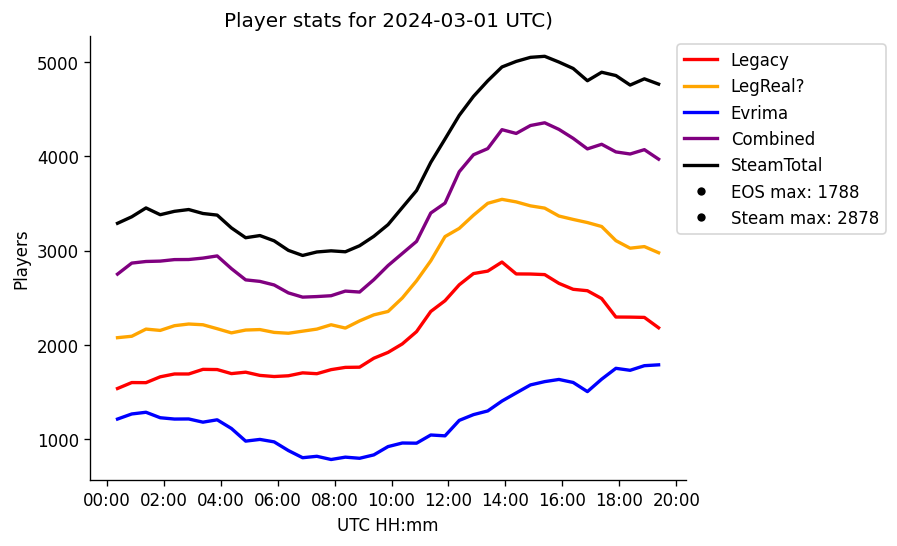 Player stats for 2024-03-01 UTC)
Legacy
LegReal?
Evrima
Combined
SteamTotal
EOS max: 1788
Steam max: 2878
Players
5000
4000
3000
2000
1000
00:00 02:00 04:00 06:00 08:00 10:00 12:00 14:00 16:00 18:00 20:00
UTC HH:mm